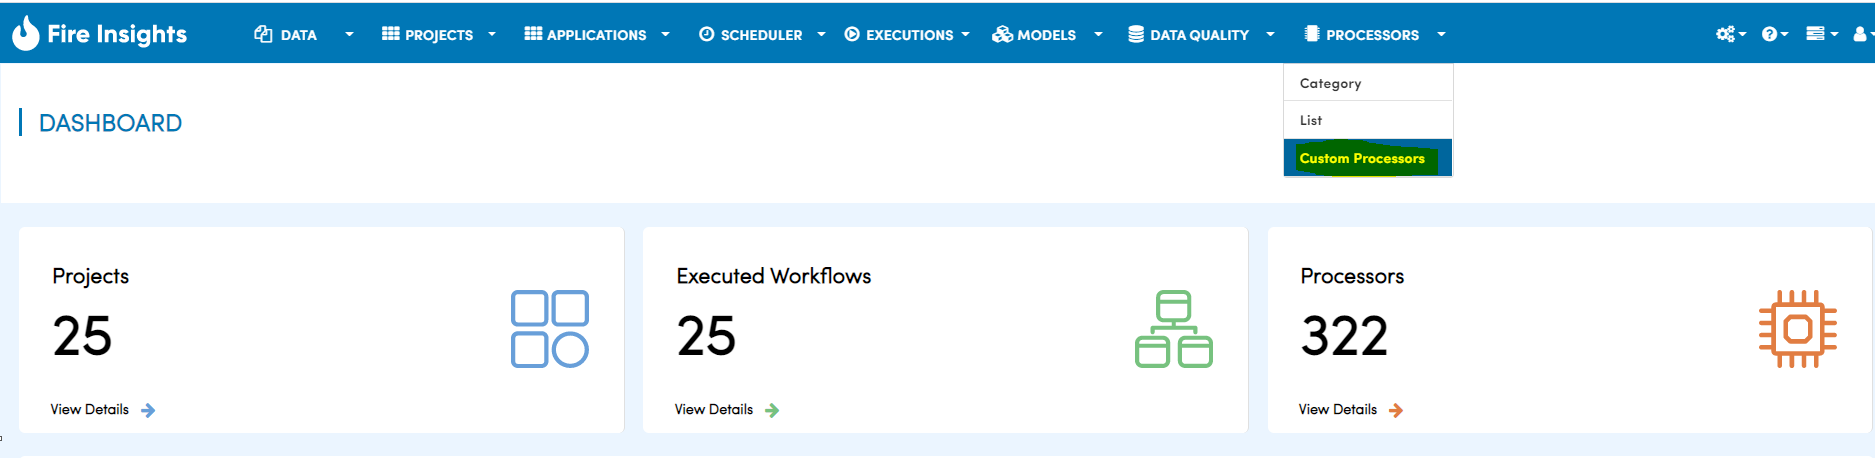 Fire Insights DATA PROJECTS APPLICATIONS SCHEDULER EXECUTIONS MODELS DATA QUALITY PROCESSORS
Category
List
Custom Processors
DASHBOARD
Projects
25
View Details
Executed Workflows
25
View Details
Processors
322
View Details